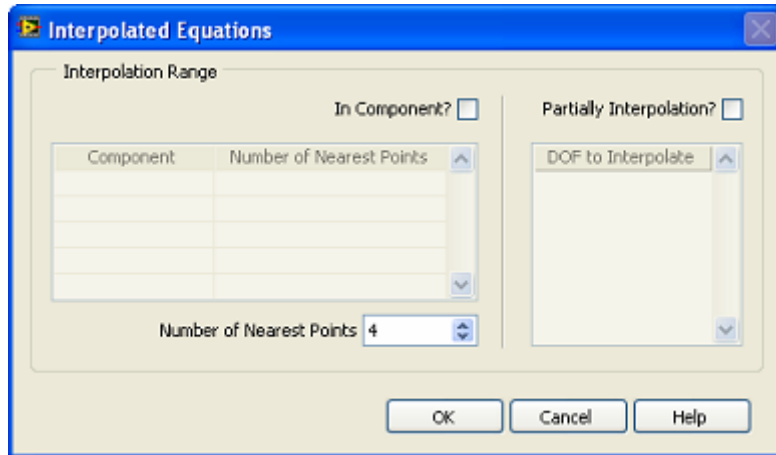 Interpolated Equations
Interpolation Range
In Component?
Partially Interpolation?
Component Number of Nearest Points
DOF to Interpolate
Number of Nearest Points 4
OK Cancel Help